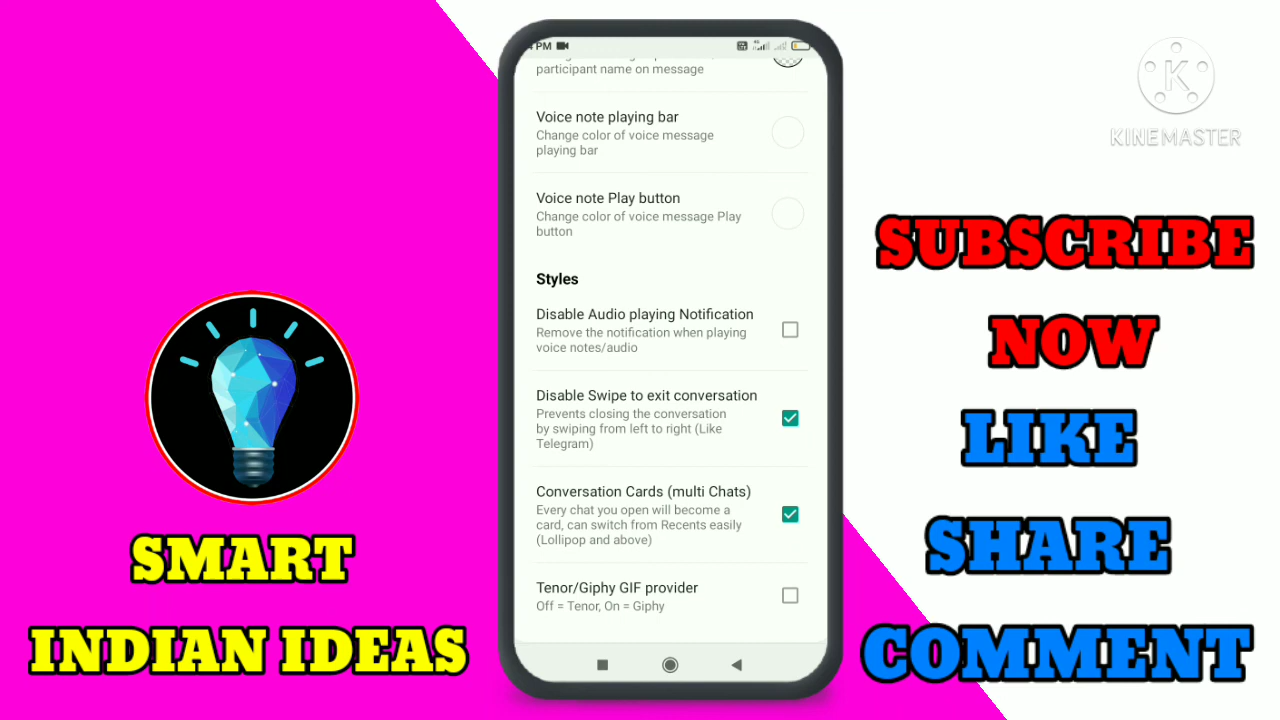 PM
participant name on message
Voice note playing bar
Change color of voice message
playing bar
Voice note Play button
Change color of voice message Play
button
Styles
Disable Audio playing Notification
Remove the notification when playing
voice notes/audio
Disable Swipe to exit conversation
Prevents closing the conversation
by swiping from left to right (Like
Telegram)
Conversation Cards (multi Chats)
Every chat you open will become a
card, can switch from Recents easily
(Lollipop and above)
Tenor/Giphy GIF provider
Off = Tenor, On = Giphy
SMART
INDIAN IDEAS
K
KINEMASTER
SUBSCRIBE
NOW
LIKE
SHARE
COMMENT